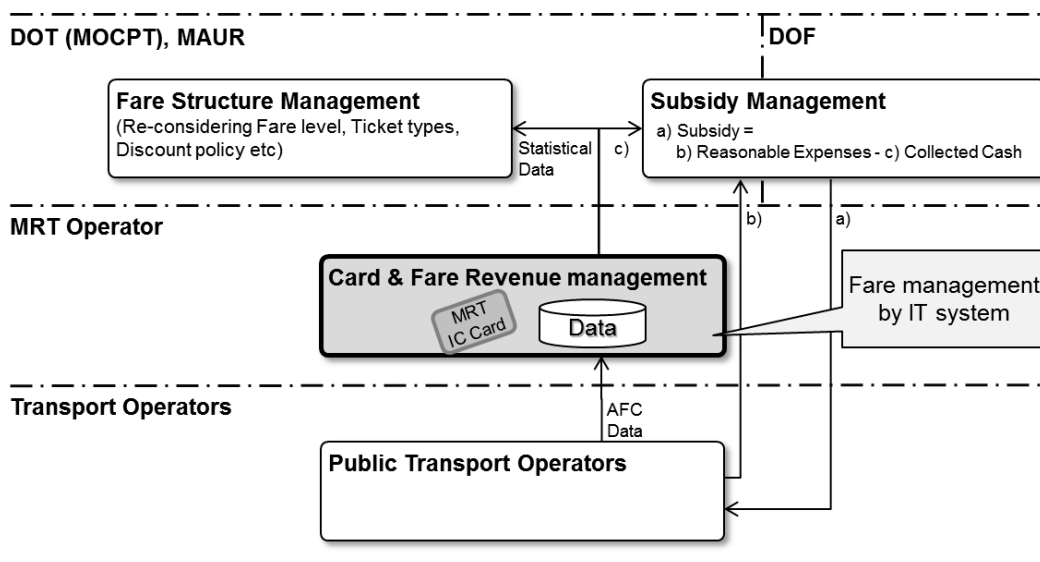 DOT (MOCPT), MAUR
DOF
Fare Structure Management
(Re-considering Fare level, Ticket types,
Discount policy etc)
Subsidy Management
a) Subsidy =
b) Reasonable Expenses - c) Collected Cash
Statistical
Data
c)
MRT Operator
b)
a)
Card & Fare Revenue management
MRT
IC Card
Data
Fare management
by IT system
Transport Operators
AFC
Data
Public Transport Operators